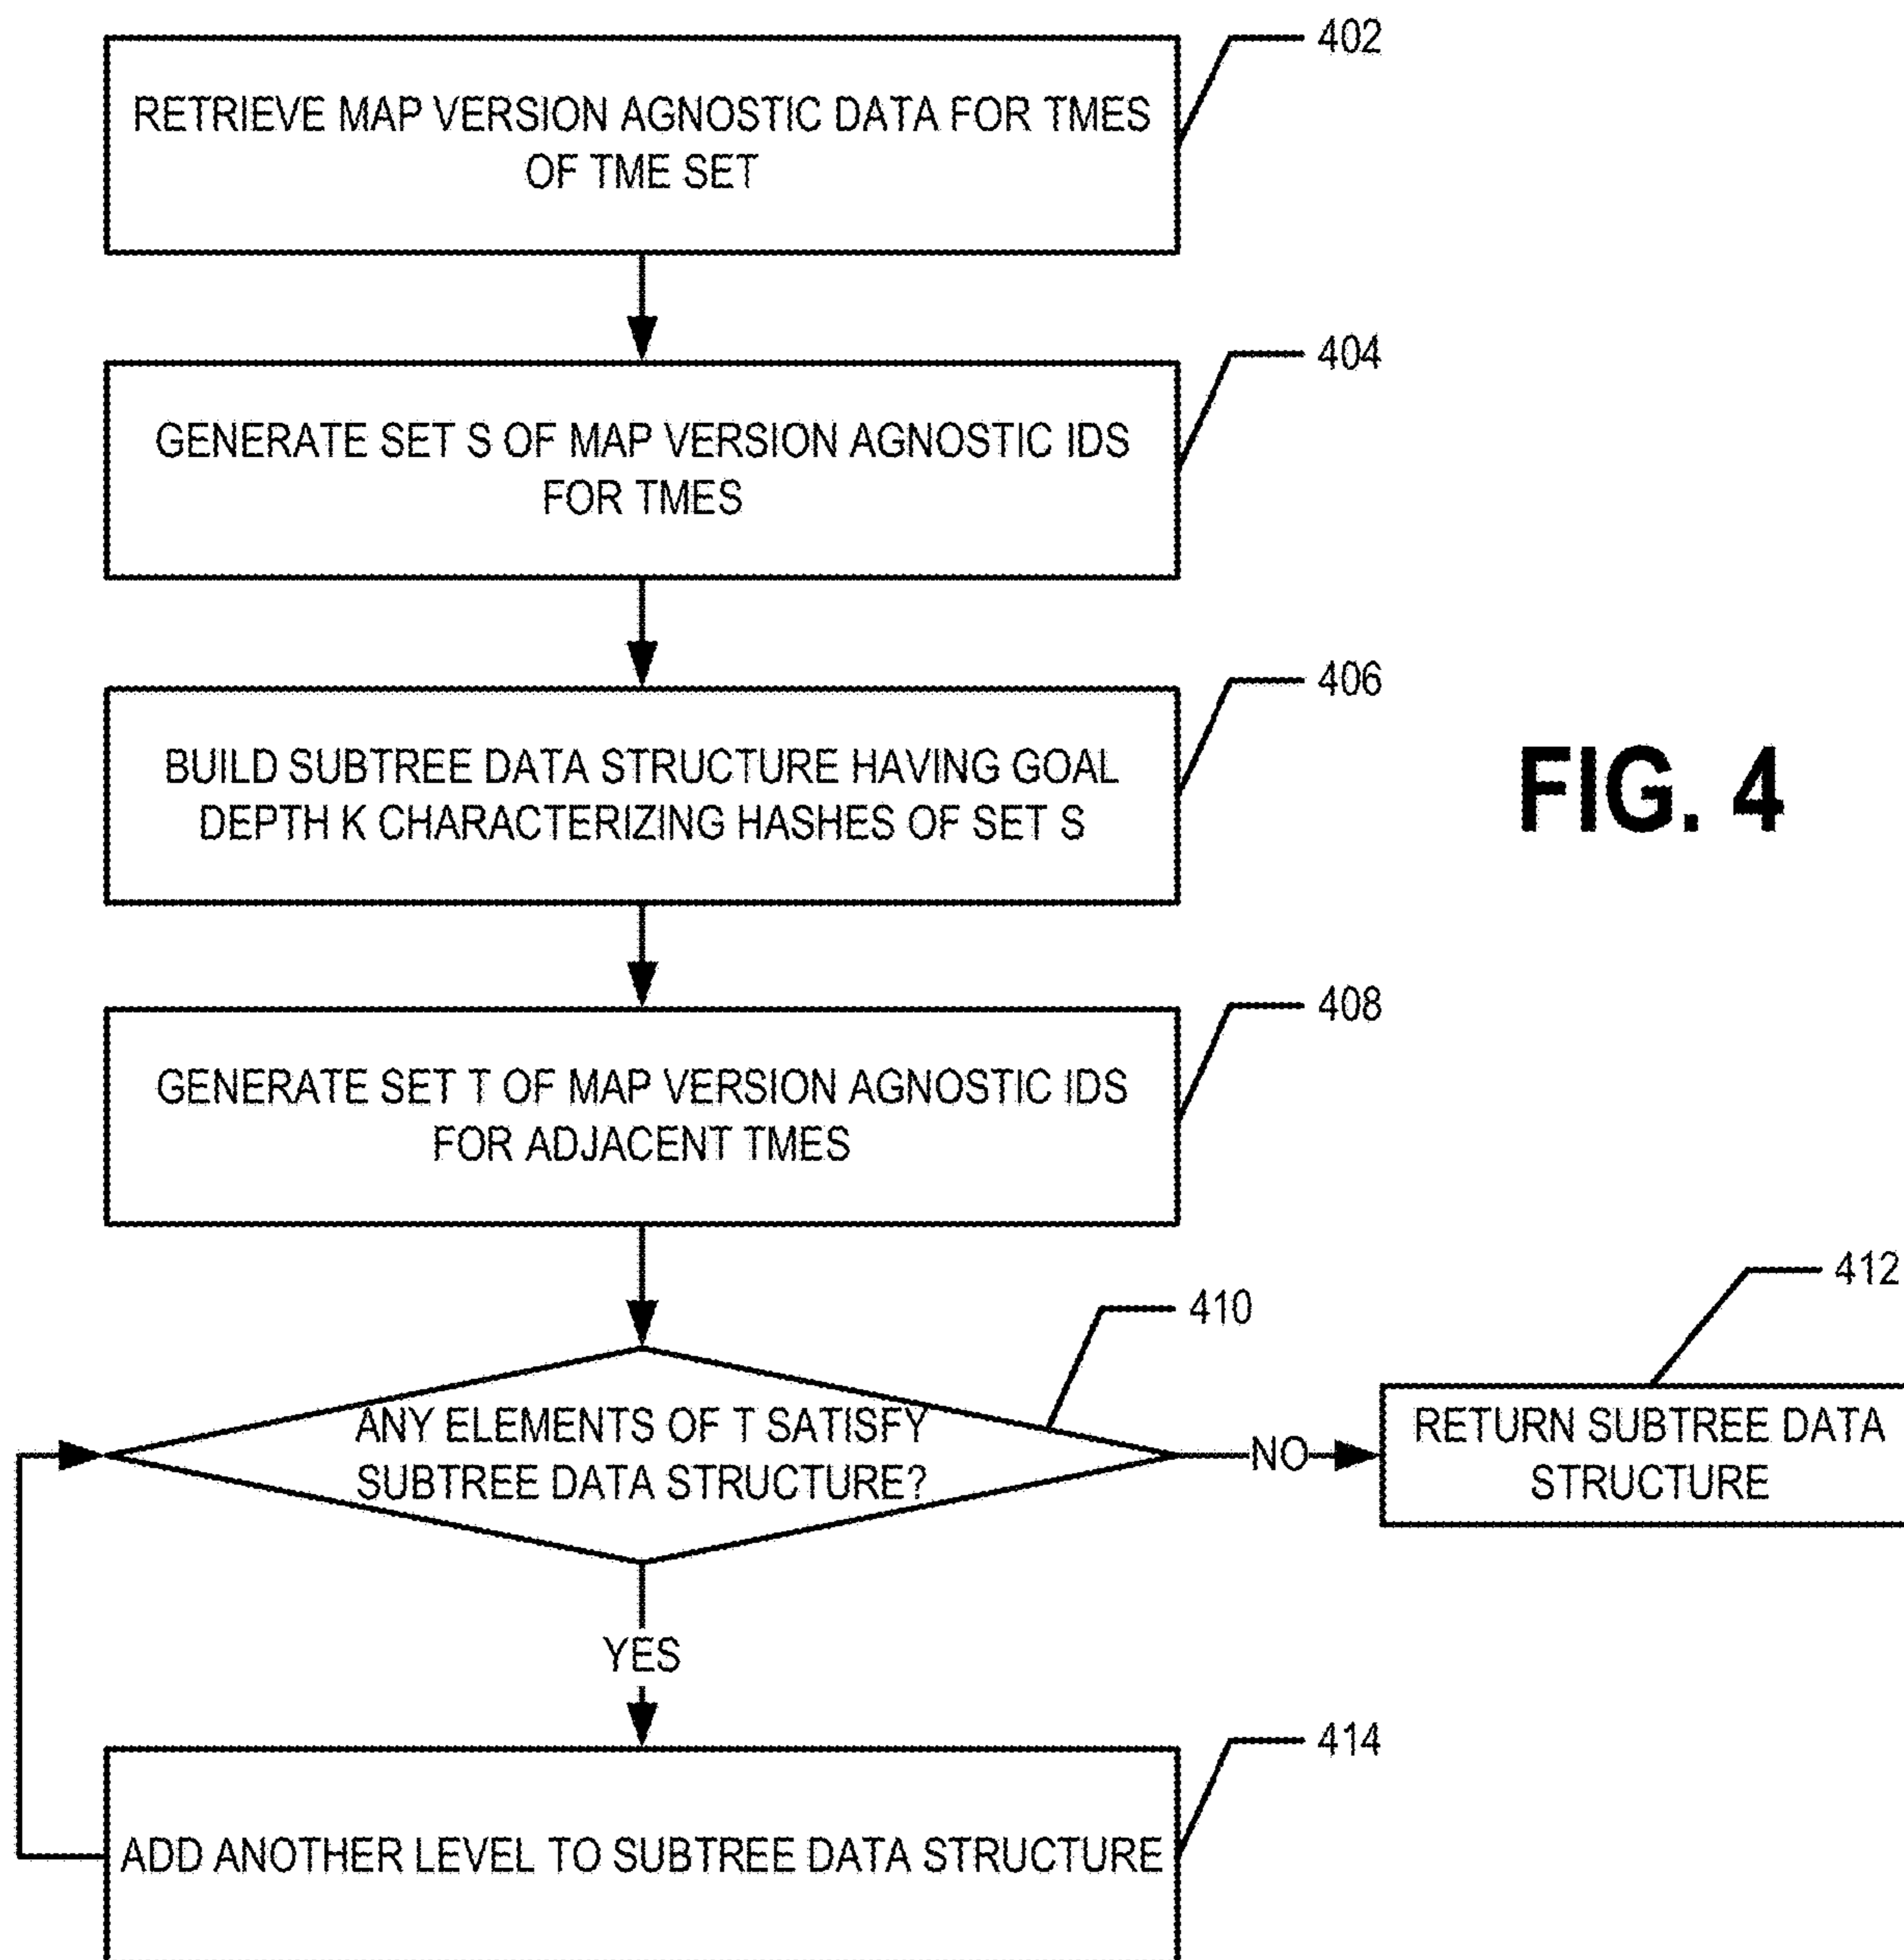 402
RETRIEVE MAP VERSION AGNOSTIC DATA FOR TMES
OF TME SET
404
GENERATE SET S OF MAP VERSION AGNOSTIC IDS
FOR TMES
406
BUILD SUBTREE DATA STRUCTURE HAVING GOAL
DEPTH K CHARACTERIZING HASHES OF SET S
FIG. 4
408
GENERATE SET T OF MAP VERSION AGNOSTIC IDS
FOR ADJACENT TMES
410
412
ANY ELEMENTS OF T SATISFY
SUBTREE DATA STRUCTURE?
NO
RETURN SUBTREE DATA
STRUCTURE
YES
414
ADD ANOTHER LEVEL TO SUBTREE DATA STRUCTURE